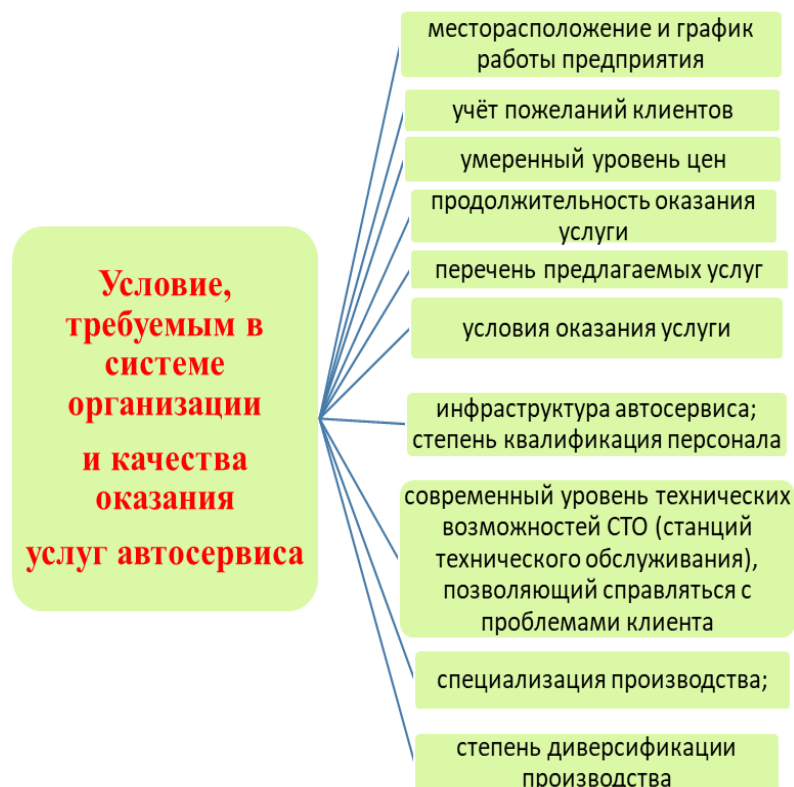 Условие,
требуемым в
системе
организации
и качества
оказания
услуг автосервиса
месторасположение и график
работы предприятия
учёт пожеланий клиентов
умеренный уровень цен
продолжительность оказания
услуги
перечень предлагаемых услуг
условия оказания услуги
инфраструктура автосервиса;
степень квалификация персонала
современный уровень технических
возможностей СТО (станций
технического обслуживания),
позволяющий справляться с
проблемами клиента
специализация производства;
степень диверсификации
производства